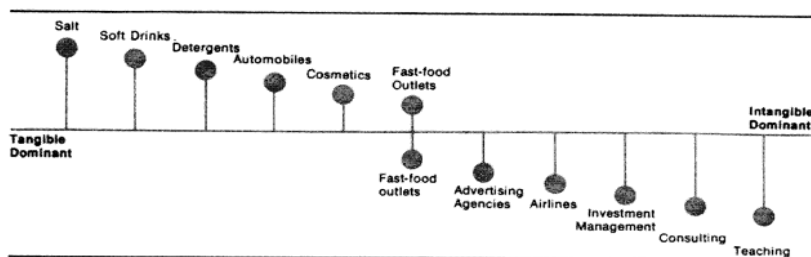 Salt
Soft Drinks
Detergents
Automobiles
Cosmetics
Fast-food
Outlets
Tangible
Dominant
Intangible
Dominant
Fast-food
outlets
Advertising
Agencies
Airlines
Investment
Management
Consulting
Teaching